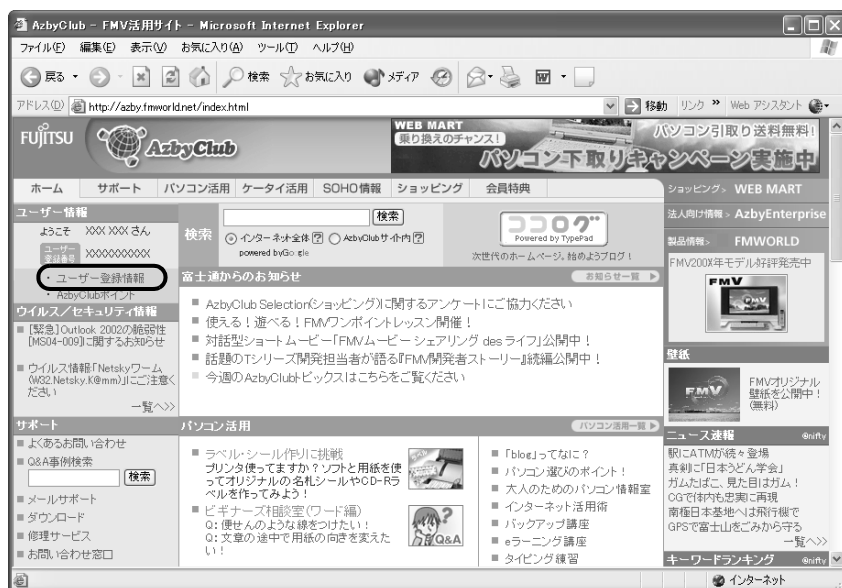 AzbyClub - FMV活用サイト - Microsoft Internet Explorer
ファイル(F) 編集(E) 表示(V) お気に入り(A) ツール(T) ヘルプ(H)
戻る 検索 お気に入り メディア
アドレス(D) http://azby.fmworld.net/index.html 移動 リンク » Web アシスタント
FUJITSU AzbyClub
WEB MART
乗り換えのチャンス!
パソコン引取り送料無料!
パソコン下取りキャンペーン実施中
ホーム サポート パソコン活用 ケータイ活用 SOHO情報 ショッピング 会員特典
ショッピング> WEB MART
法人向け情報> AzbyEnterprise
製品情報> FMWORLD
FMV200X年モデル好評発売中
FMV
ユーザー情報
ようこそ XXX XXX さん
ユーザー登録番号 XXXXXXXXXX
・ユーザー登録情報
・AzbyClubポイント
検索 検索
インターネット全体 ? AzbyClubサイト内 ?
powered by Google
ココログ
Powered by TypePad
次世代のホームページ。始めようブログ!
富士通からのお知らせ お知らせ一覧
AzbyClub Selection(ショッピング)に関するアンケートにご協力ください
使える!遊べる!FMVワンポイントレッスン開催!
対話型ショートムービー「FMVムービー シェアリング des ライフ」公開中!
話題のTシリーズ開発担当者が語る『FMV開発者ストーリー』続編公開中!
今週のAzbyClubトピックスはこちらをご覧ください
ウイルス/セキュリティ情報
[緊急]Outlook 2002の脆弱性
[MS04-009]に関するお知らせ
ウイルス情報「Netskyワーム
(W32.Netsky.K@mm)」にご注意く
ださい
一覧へ>>
サポート
よくあるお問い合わせ
Q&A事例検索
検索
メールサポート
ダウンロード
修理サービス
お問い合わせ窓口
パソコン活用 パソコン活用一覧
ラベル・シール作りに挑戦
プリンタ使ってますか?ソフトと用紙を使
ってオリジナルの名札シールやCD-Rラ
ベルを作ってみよう!
ビギナーズ相談室(ワード編)
Q: 便せんのような線をつけたい!
Q: 文章の途中で用紙の向きを変えた
い!
Q&A
「blog」ってなに?
パソコン選びのポイント!
大人のためのパソコン情報室
インターネット活用術
バックアップ講座
eラーニング講座
タイピング練習
壁紙
FMV
FMVオリジナル
壁紙を公開中!
(無料)
ニュース速報 @nifty
駅にATMが続々登場
真剣に「日本うどん学会」
ガムたばこ、見た目はガム!
CGで体内も忠実に再現
南極日本基地へは飛行機で
GPSで富士山をごみから守る
一覧へ>>
キーワードランキング @nifty
インターネット